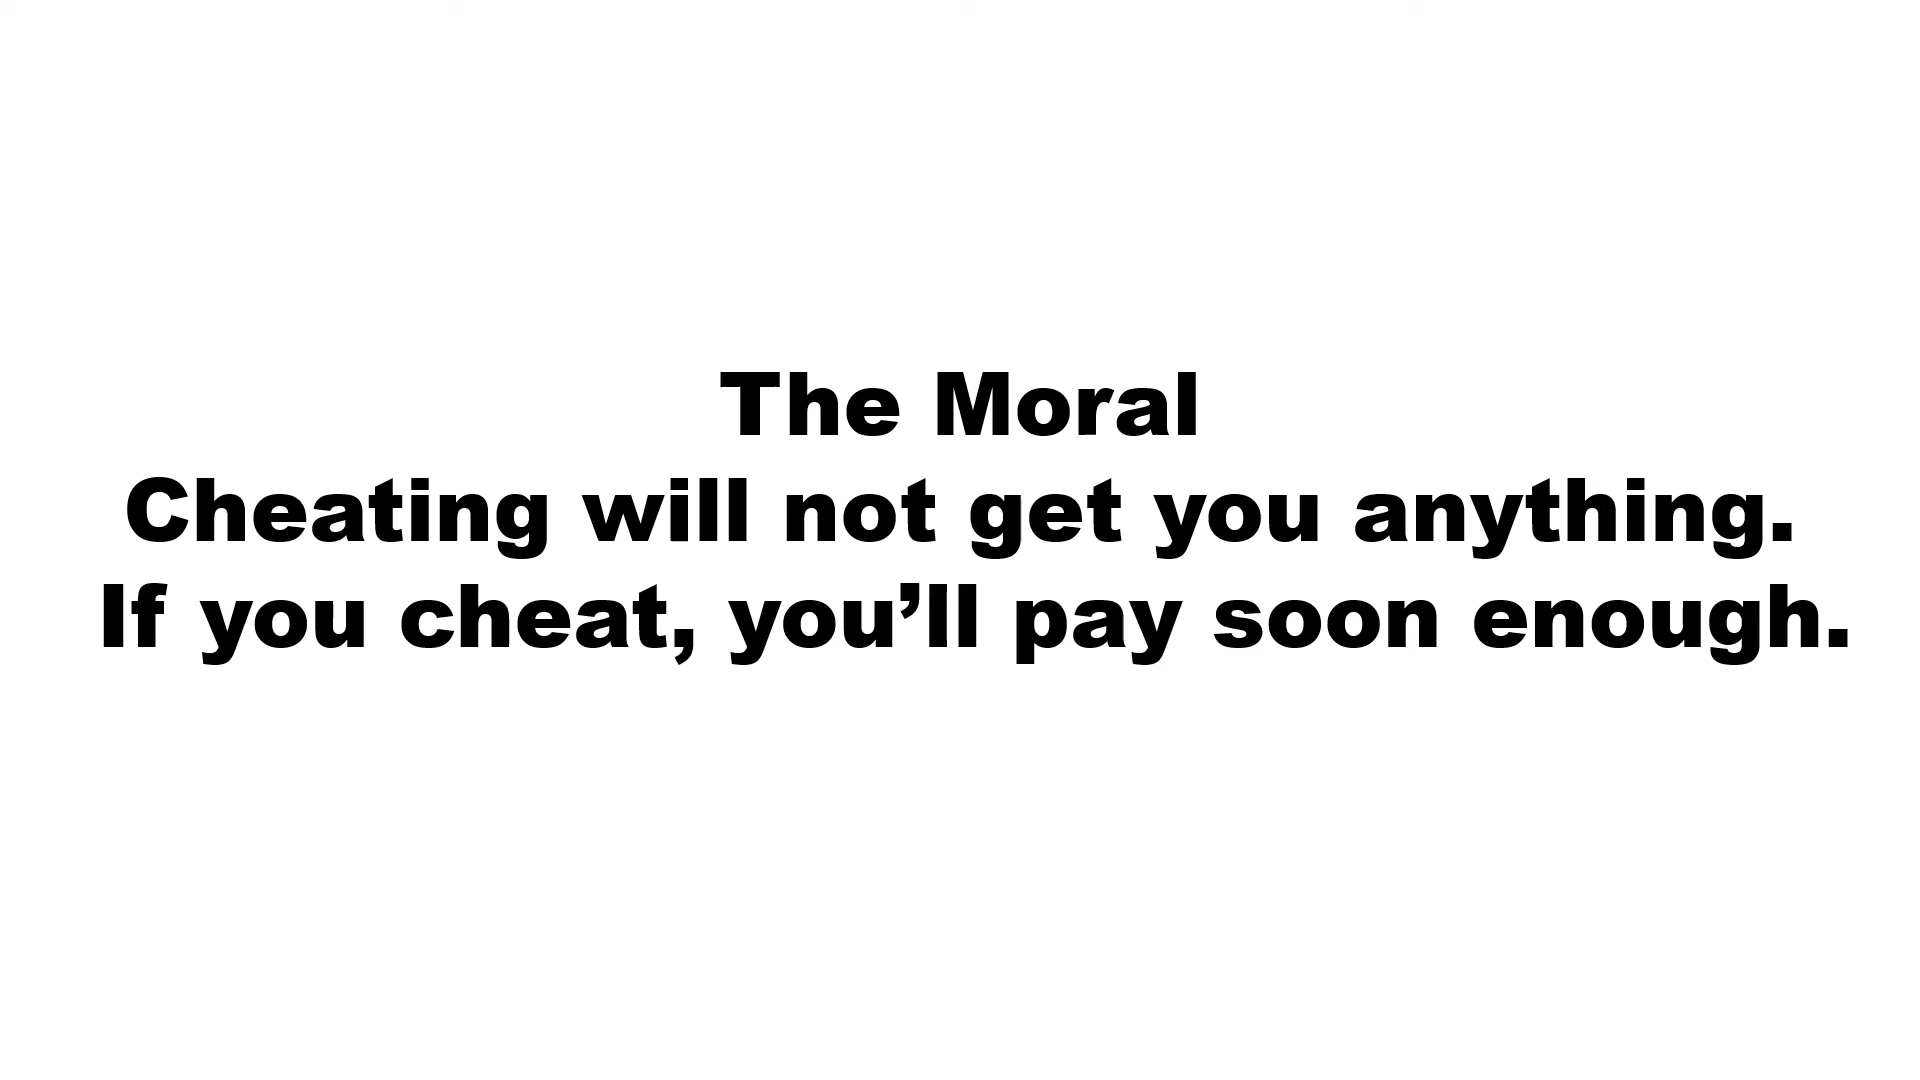 The Moral
Cheating will not get you anything.
If you cheat, you’ll pay soon enough.